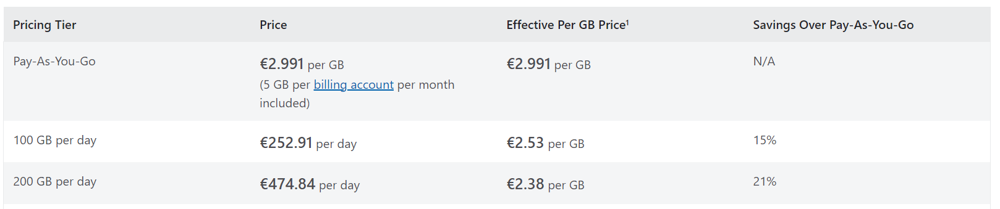 Pricing Tier Price Effective Per GB Price¹ Savings Over Pay-As-You-Go
Pay-As-You-Go €2.991 per GB €2.991 per GB N/A
(5 GB per billing account per month
included)
100 GB per day €252.91 per day €2.53 per GB 15%
200 GB per day €474.84 per day €2.38 per GB 21%